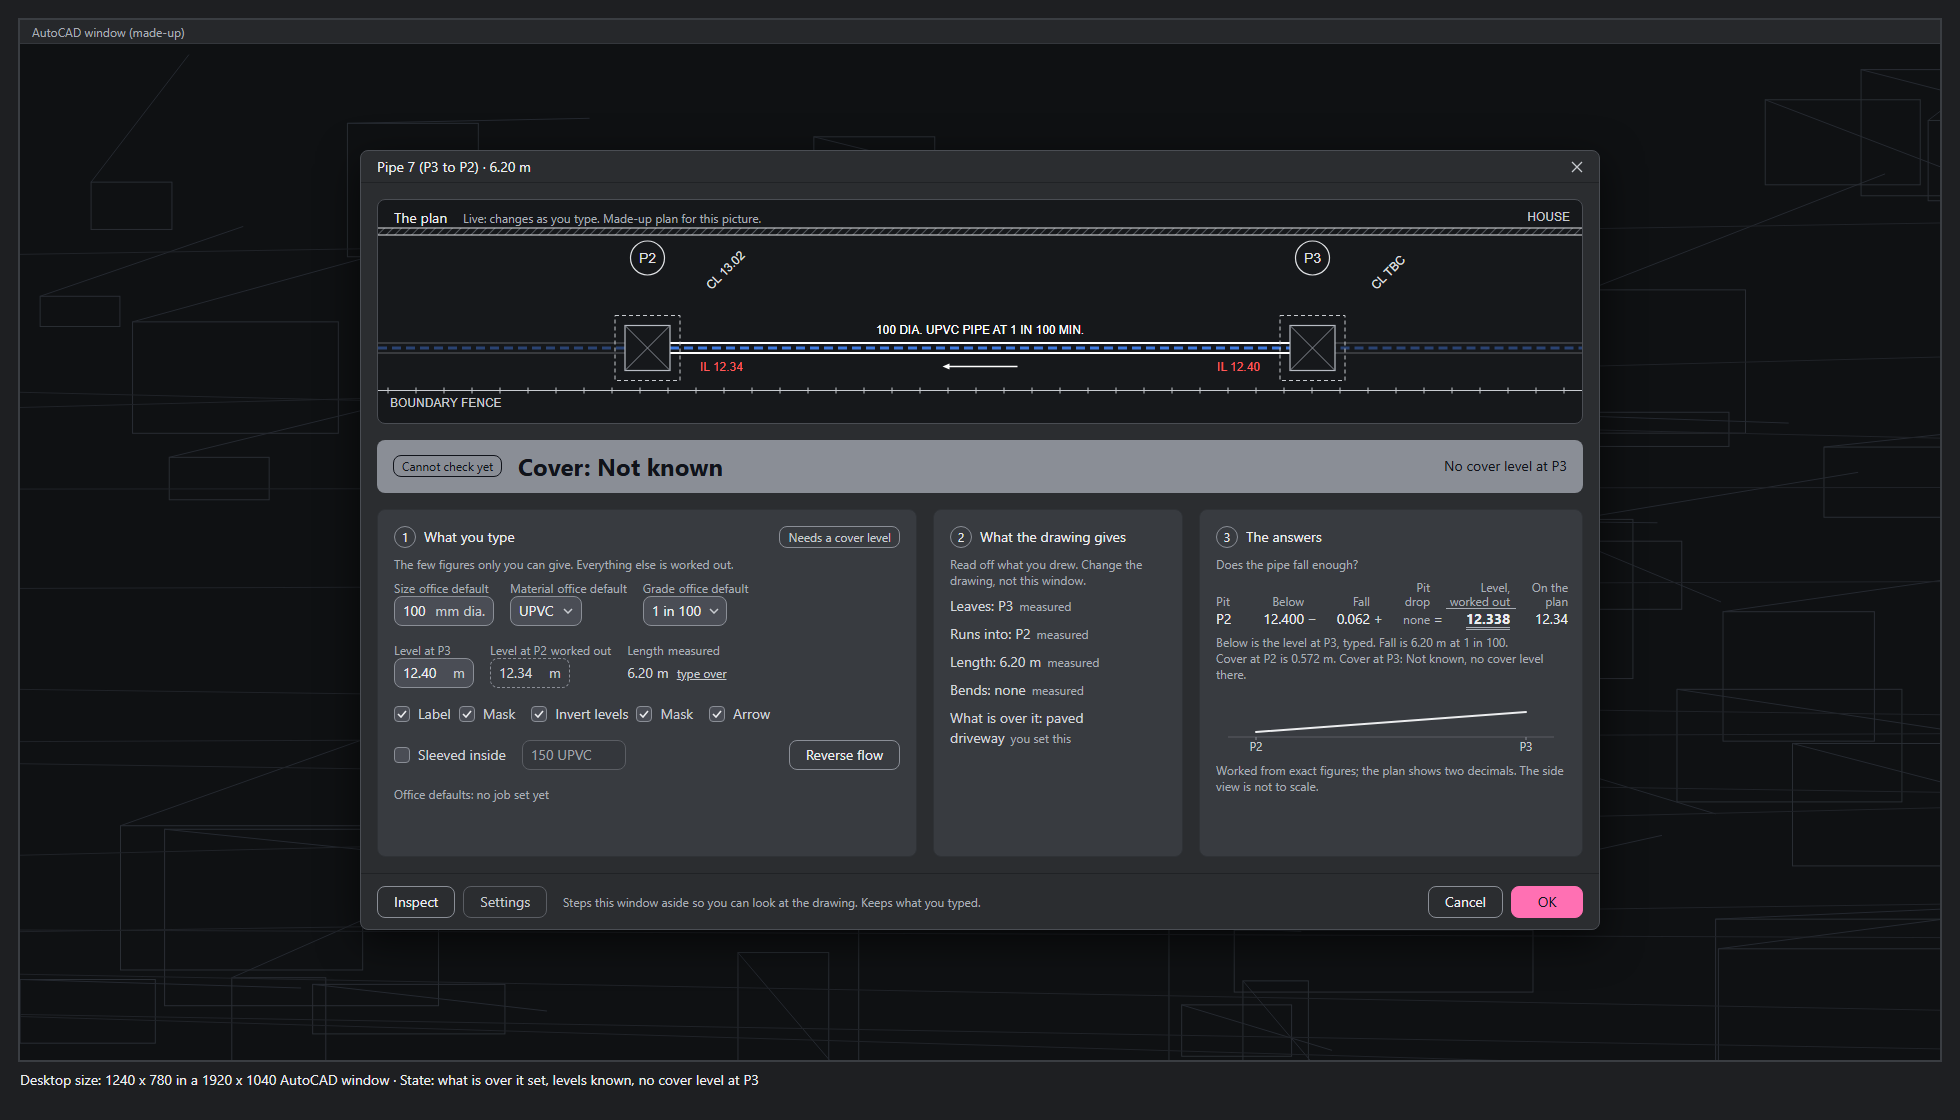 AutoCAD window (made-up)
Pipe 7 (P3 to P2) · 6.20 m
The plan Live: changes as you type. Made-up plan for this picture.
HOUSE
P2
CL 13.02
P3
CL TBC
100 DIA. UPVC PIPE AT 1 IN 100 MIN.
IL 12.34
IL 12.40
BOUNDARY FENCE
Cannot check yet
Cover: Not known
No cover level at P3
1 What you type
Needs a cover level
The few figures only you can give. Everything else is worked out.
Size office default Material office default Grade office default
100 mm dia. UPVC 1 in 100
Level at P3 Level at P2 worked out Length measured
12.40 m 12.34 m 6.20 m type over
Label Mask Invert levels Mask Arrow
Sleeved inside 150 UPVC Reverse flow
Office defaults: no job set yet
2 What the drawing gives
Read off what you drew. Change the
drawing, not this window.
Leaves: P3 measured
Runs into: P2 measured
Length: 6.20 m measured
Bends: none measured
What is over it: paved
driveway you set this
3 The answers
Does the pipe fall enough?
Pit Level, On the
Pit Below Fall drop worked out plan
P2 12.400 − 0.062 + none = 12.338 12.34
Below is the level at P3, typed. Fall is 6.20 m at 1 in 100.
Cover at P2 is 0.572 m. Cover at P3: Not known, no cover level
there.
P2 P3
Worked from exact figures; the plan shows two decimals. The side
view is not to scale.
Inspect Settings Steps this window aside so you can look at the drawing. Keeps what you typed.
Cancel OK
Desktop size: 1240 x 780 in a 1920 x 1040 AutoCAD window · State: what is over it set, levels known, no cover level at P3